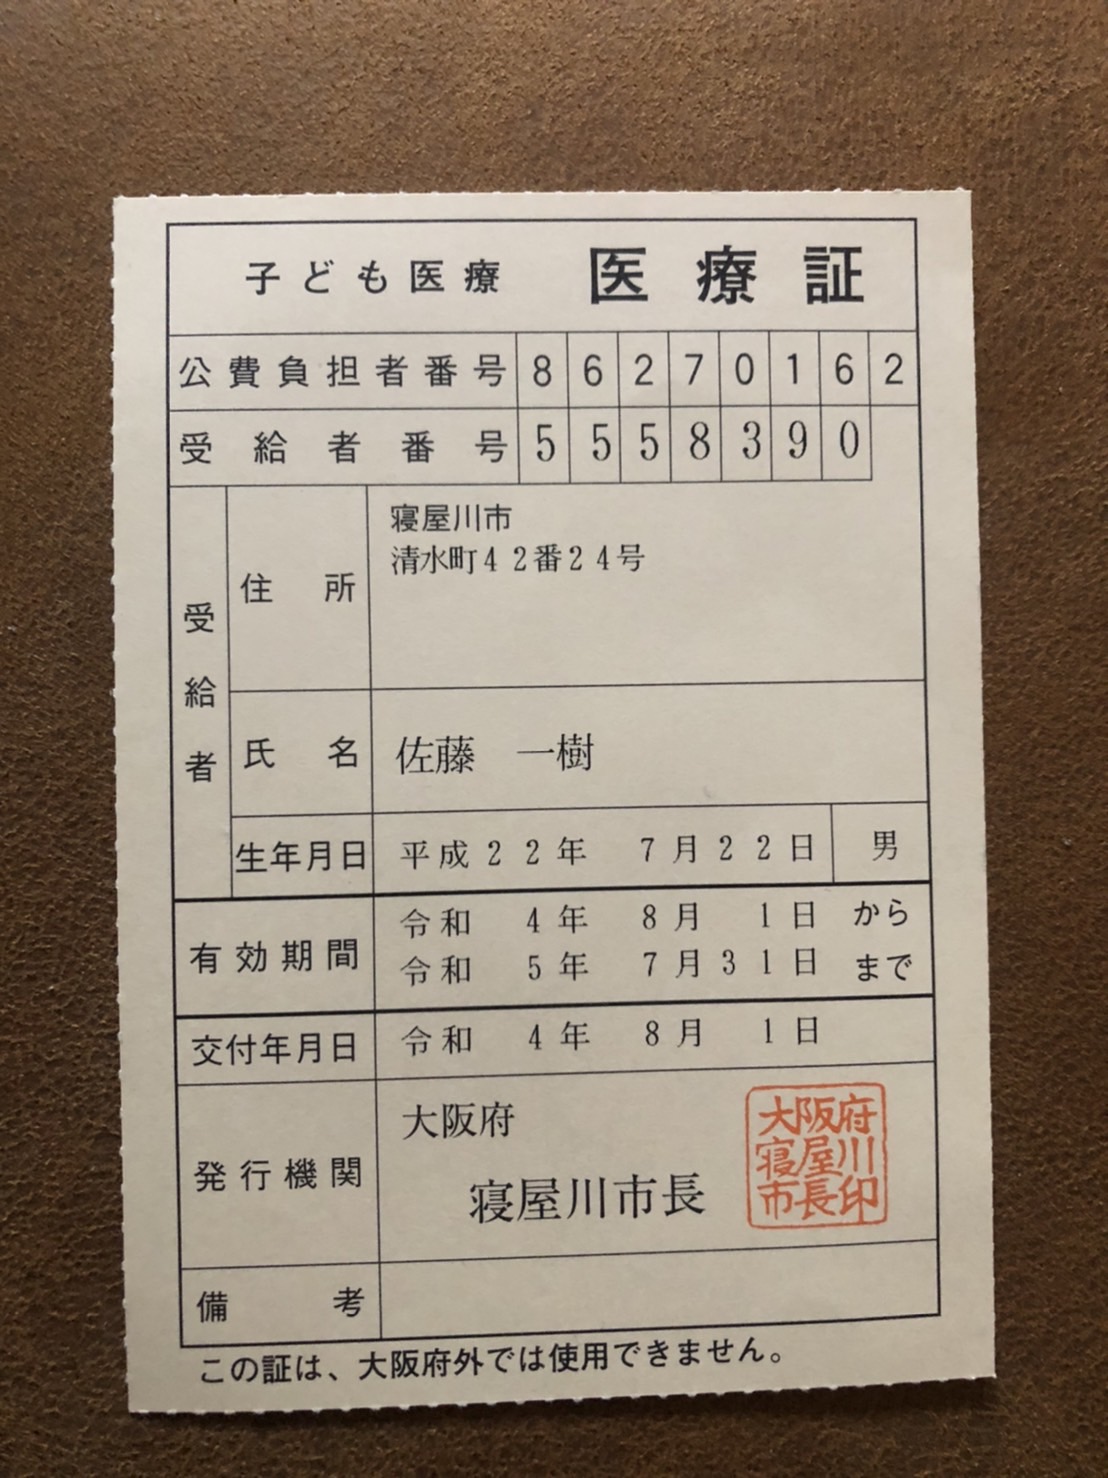 子ども医療 医療証
公費負担者番号 86270162
受給者番号 5558390
受給者
住所 寝屋川市
清水町42番24号
氏名 佐藤 一樹
生年月日 平成22年 7月22日 男
有効期間 令和 4年 8月 1日 から
令和 5年 7月31日 まで
交付年月日 令和 4年 8月 1日
発行機関 大阪府
寝屋川市長
大阪府
寝屋川
市長印
備考
この証は、大阪府外では使用できません。